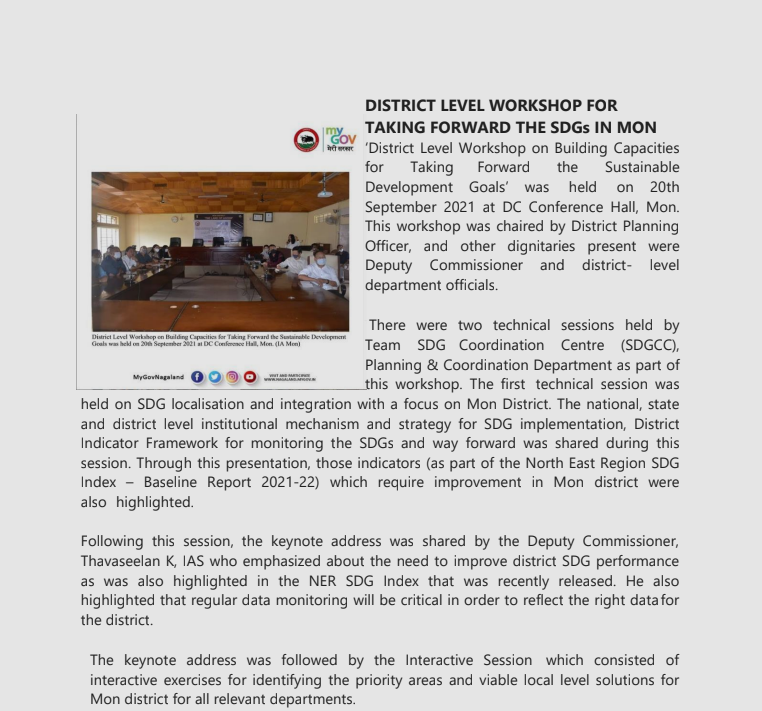 DISTRICT LEVEL WORKSHOP FOR
TAKING FORWARD THE SDGs IN MON
‘District Level Workshop on Building Capacities
for Taking Forward the Sustainable
Development Goals’ was held on 20th
September 2021 at DC Conference Hall, Mon.
This workshop was chaired by District Planning
Officer, and other dignitaries present were
Deputy Commissioner and district- level
department officials.
my
GOV
मेरी सरकार
District Level Workshop on Building Capacities for Taking Forward the Sustainable Development
Goals was held on 20th September 2021 at DC Conference Hall, Mon. (IA Mon)
MyGovNagaland
VISIT AND PARTICIPATE
WWW.NAGALAND.MYGOV.IN
There were two technical sessions held by
Team SDG Coordination Centre (SDGCC),
Planning & Coordination Department as part of
this workshop. The first technical session was
held on SDG localisation and integration with a focus on Mon District. The national, state
and district level institutional mechanism and strategy for SDG implementation, District
Indicator Framework for monitoring the SDGs and way forward was shared during this
session. Through this presentation, those indicators (as part of the North East Region SDG
Index – Baseline Report 2021-22) which require improvement in Mon district were
also highlighted.
Following this session, the keynote address was shared by the Deputy Commissioner,
Thavaseelan K, IAS who emphasized about the need to improve district SDG performance
as was also highlighted in the NER SDG Index that was recently released. He also
highlighted that regular data monitoring will be critical in order to reflect the right data for
the district.
The keynote address was followed by the Interactive Session which consisted of
interactive exercises for identifying the priority areas and viable local level solutions for
Mon district for all relevant departments.